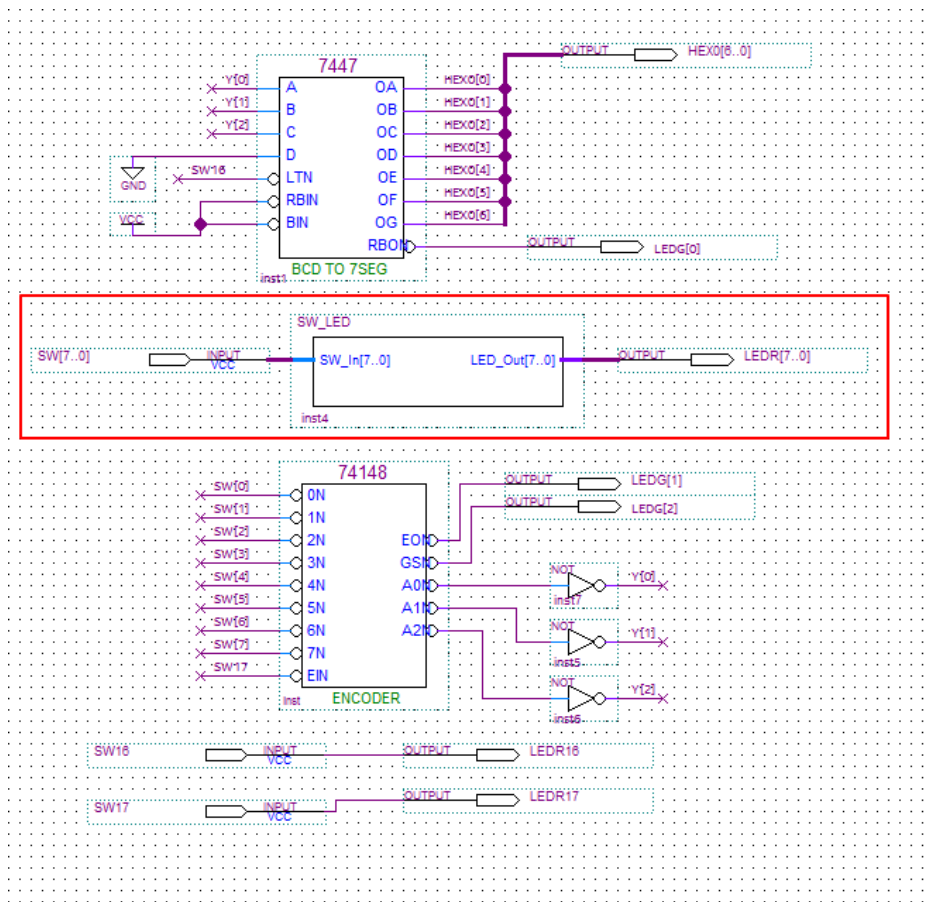 7447
OUTPUT
HEX0[6..0]
Y[0] A OA HEX0[0]
Y[1] B OB HEX0[1]
Y[2] C OC HEX0[2]
D OD HEX0[3]
GND SW16 LTN OE HEX0[4]
RBIN OF HEX0[5]
VCC BIN OG HEX0[6]
RBON OUTPUT LEDG[0]
inst1 BCD TO 7SEG
SW_LED
SW[7..0] INPUT VCC SW_In[7..0] LED_Out[7..0] OUTPUT LEDR[7..0]
inst4
74148
OUTPUT LEDG[1]
SW[0] 0N OUTPUT LEDG[2]
SW[1] 1N
SW[2] 2N EON
SW[3] 3N GSN
SW[4] 4N A0N NOT Y[0]
inst7
SW[5] 5N A1N
SW[6] 6N A2N NOT Y[1]
SW[7] 7N inst5
SW17 EIN NOT Y[2]
inst ENCODER inst6
SW16 INPUT VCC OUTPUT LEDR16
SW17 INPUT VCC OUTPUT LEDR17